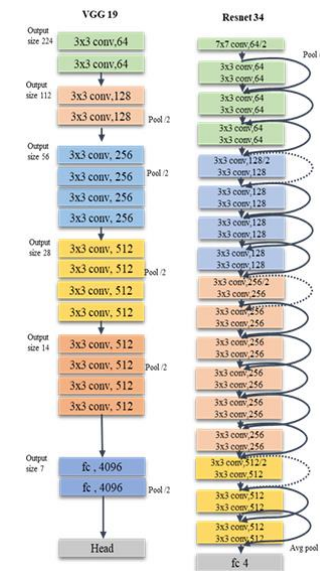 VGG 19
Output
size 224
3x3 conv,64
3x3 conv,64
Output
size 112
3x3 conv,128
3x3 conv,128
Pool /2
Output
size 56
3x3 conv, 256
3x3 conv, 256
Pool /2
3x3 conv, 256
3x3 conv, 256
Output
size 28
3x3 conv, 512
3x3 conv, 512
Pool /2
3x3 conv, 512
3x3 conv, 512
Output
size 14
3x3 conv, 512
3x3 conv, 512
Pool /2
3x3 conv, 512
3x3 conv, 512
Output
size 7
fc , 4096
fc , 4096
Pool /2
Head
Resnet 34
7x7 conv,64/2
Pool
3x3 conv,64
3x3 conv,64
3x3 conv,64
3x3 conv,64
3x3 conv,64
3x3 conv,64
3x3 conv,128/2
3x3 conv,128
3x3 conv,128
3x3 conv,128
3x3 conv,128
3x3 conv,128
3x3 conv,128
3x3 conv,128
3x3 conv,256/2
3x3 conv,256
3x3 conv,256
3x3 conv,256
3x3 conv,256
3x3 conv,256
3x3 conv,256
3x3 conv,256
3x3 conv,256
3x3 conv,256
3x3 conv,256
3x3 conv,256
3x3 conv,512/2
3x3 conv,512
3x3 conv,512
3x3 conv,512
3x3 conv,512
3x3 conv,512
Avg pool
fc 4